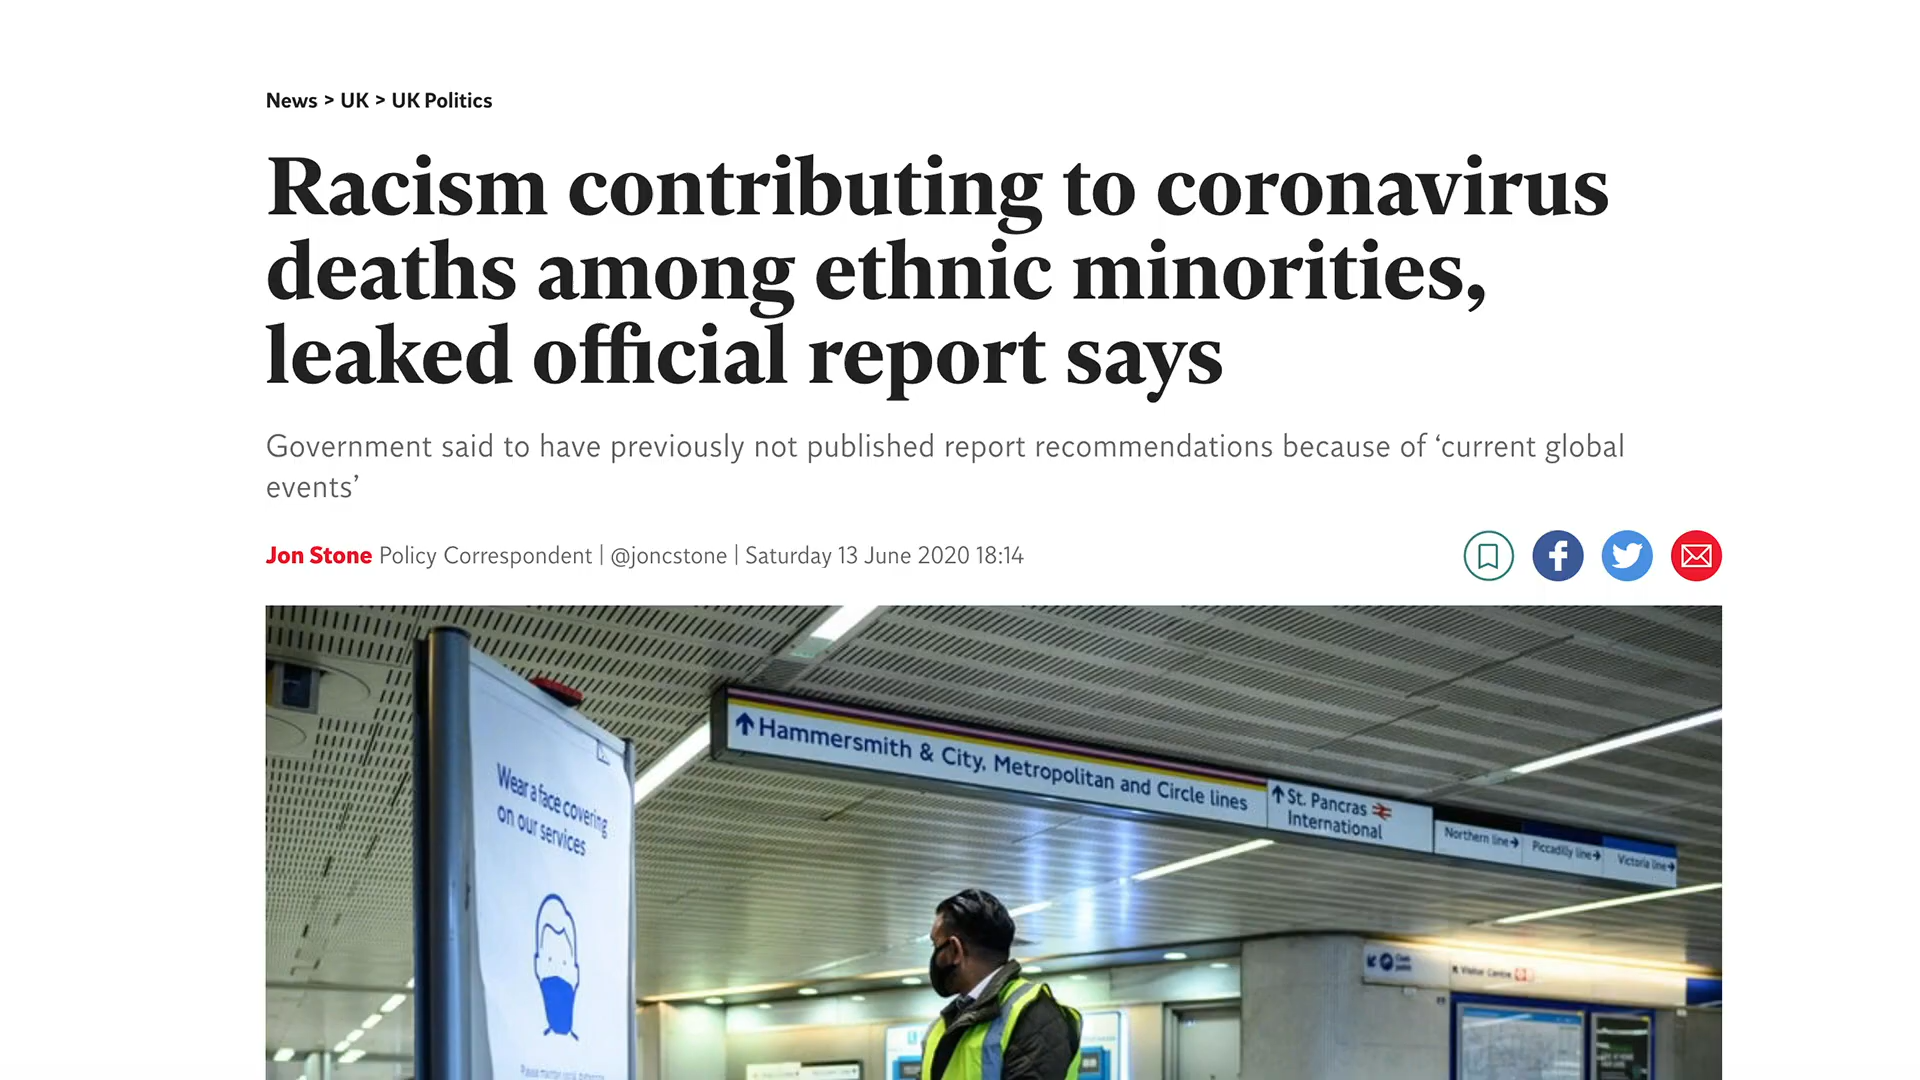 News > UK > UK Politics
Racism contributing to coronavirus
deaths among ethnic minorities,
leaked official report says
Government said to have previously not published report recommendations because of ‘current global
events’
Jon Stone Policy Correspondent | @joncstone | Saturday 13 June 2020 18:14
Wear a face covering
on our services
Hammersmith & City, Metropolitan and Circle lines
St. Pancras
International
Northern line
Piccadilly line
Victoria line
Visitor Centre